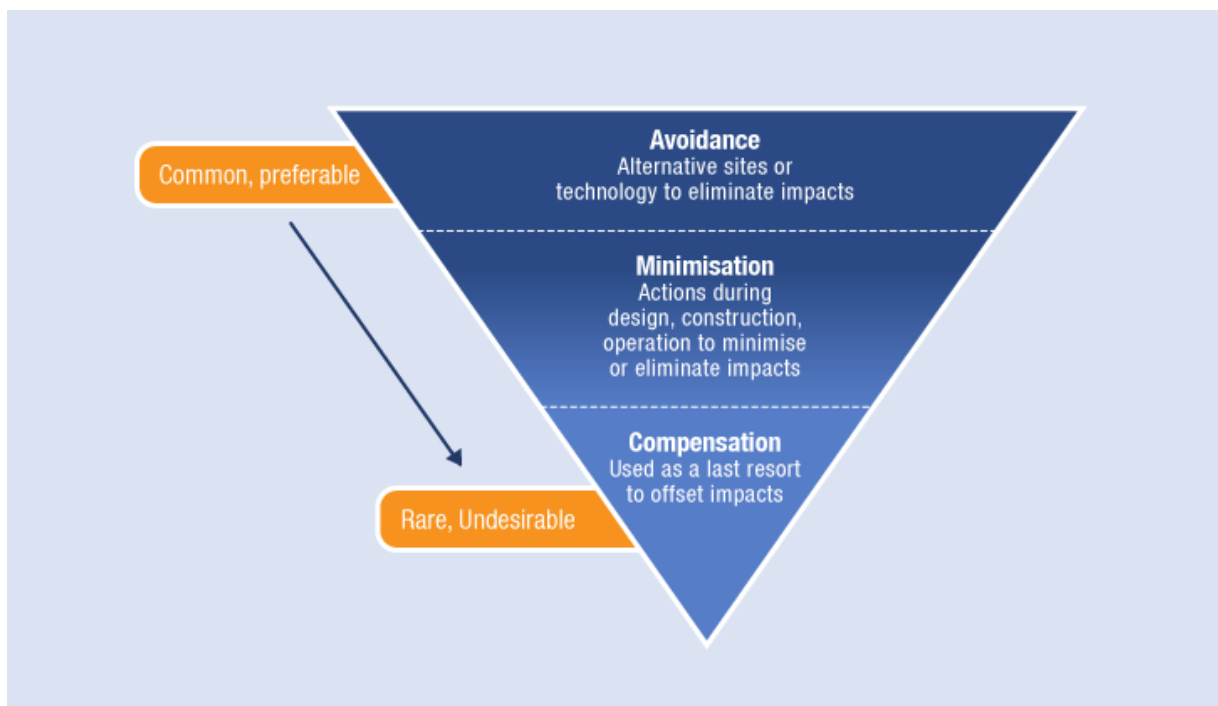 Avoidance
Alternative sites or
technology to eliminate impacts
Common, preferable
Minimisation
Actions during
design, construction,
operation to minimise
or eliminate impacts
Compensation
Used as a last resort
to offset impacts
Rare, Undesirable